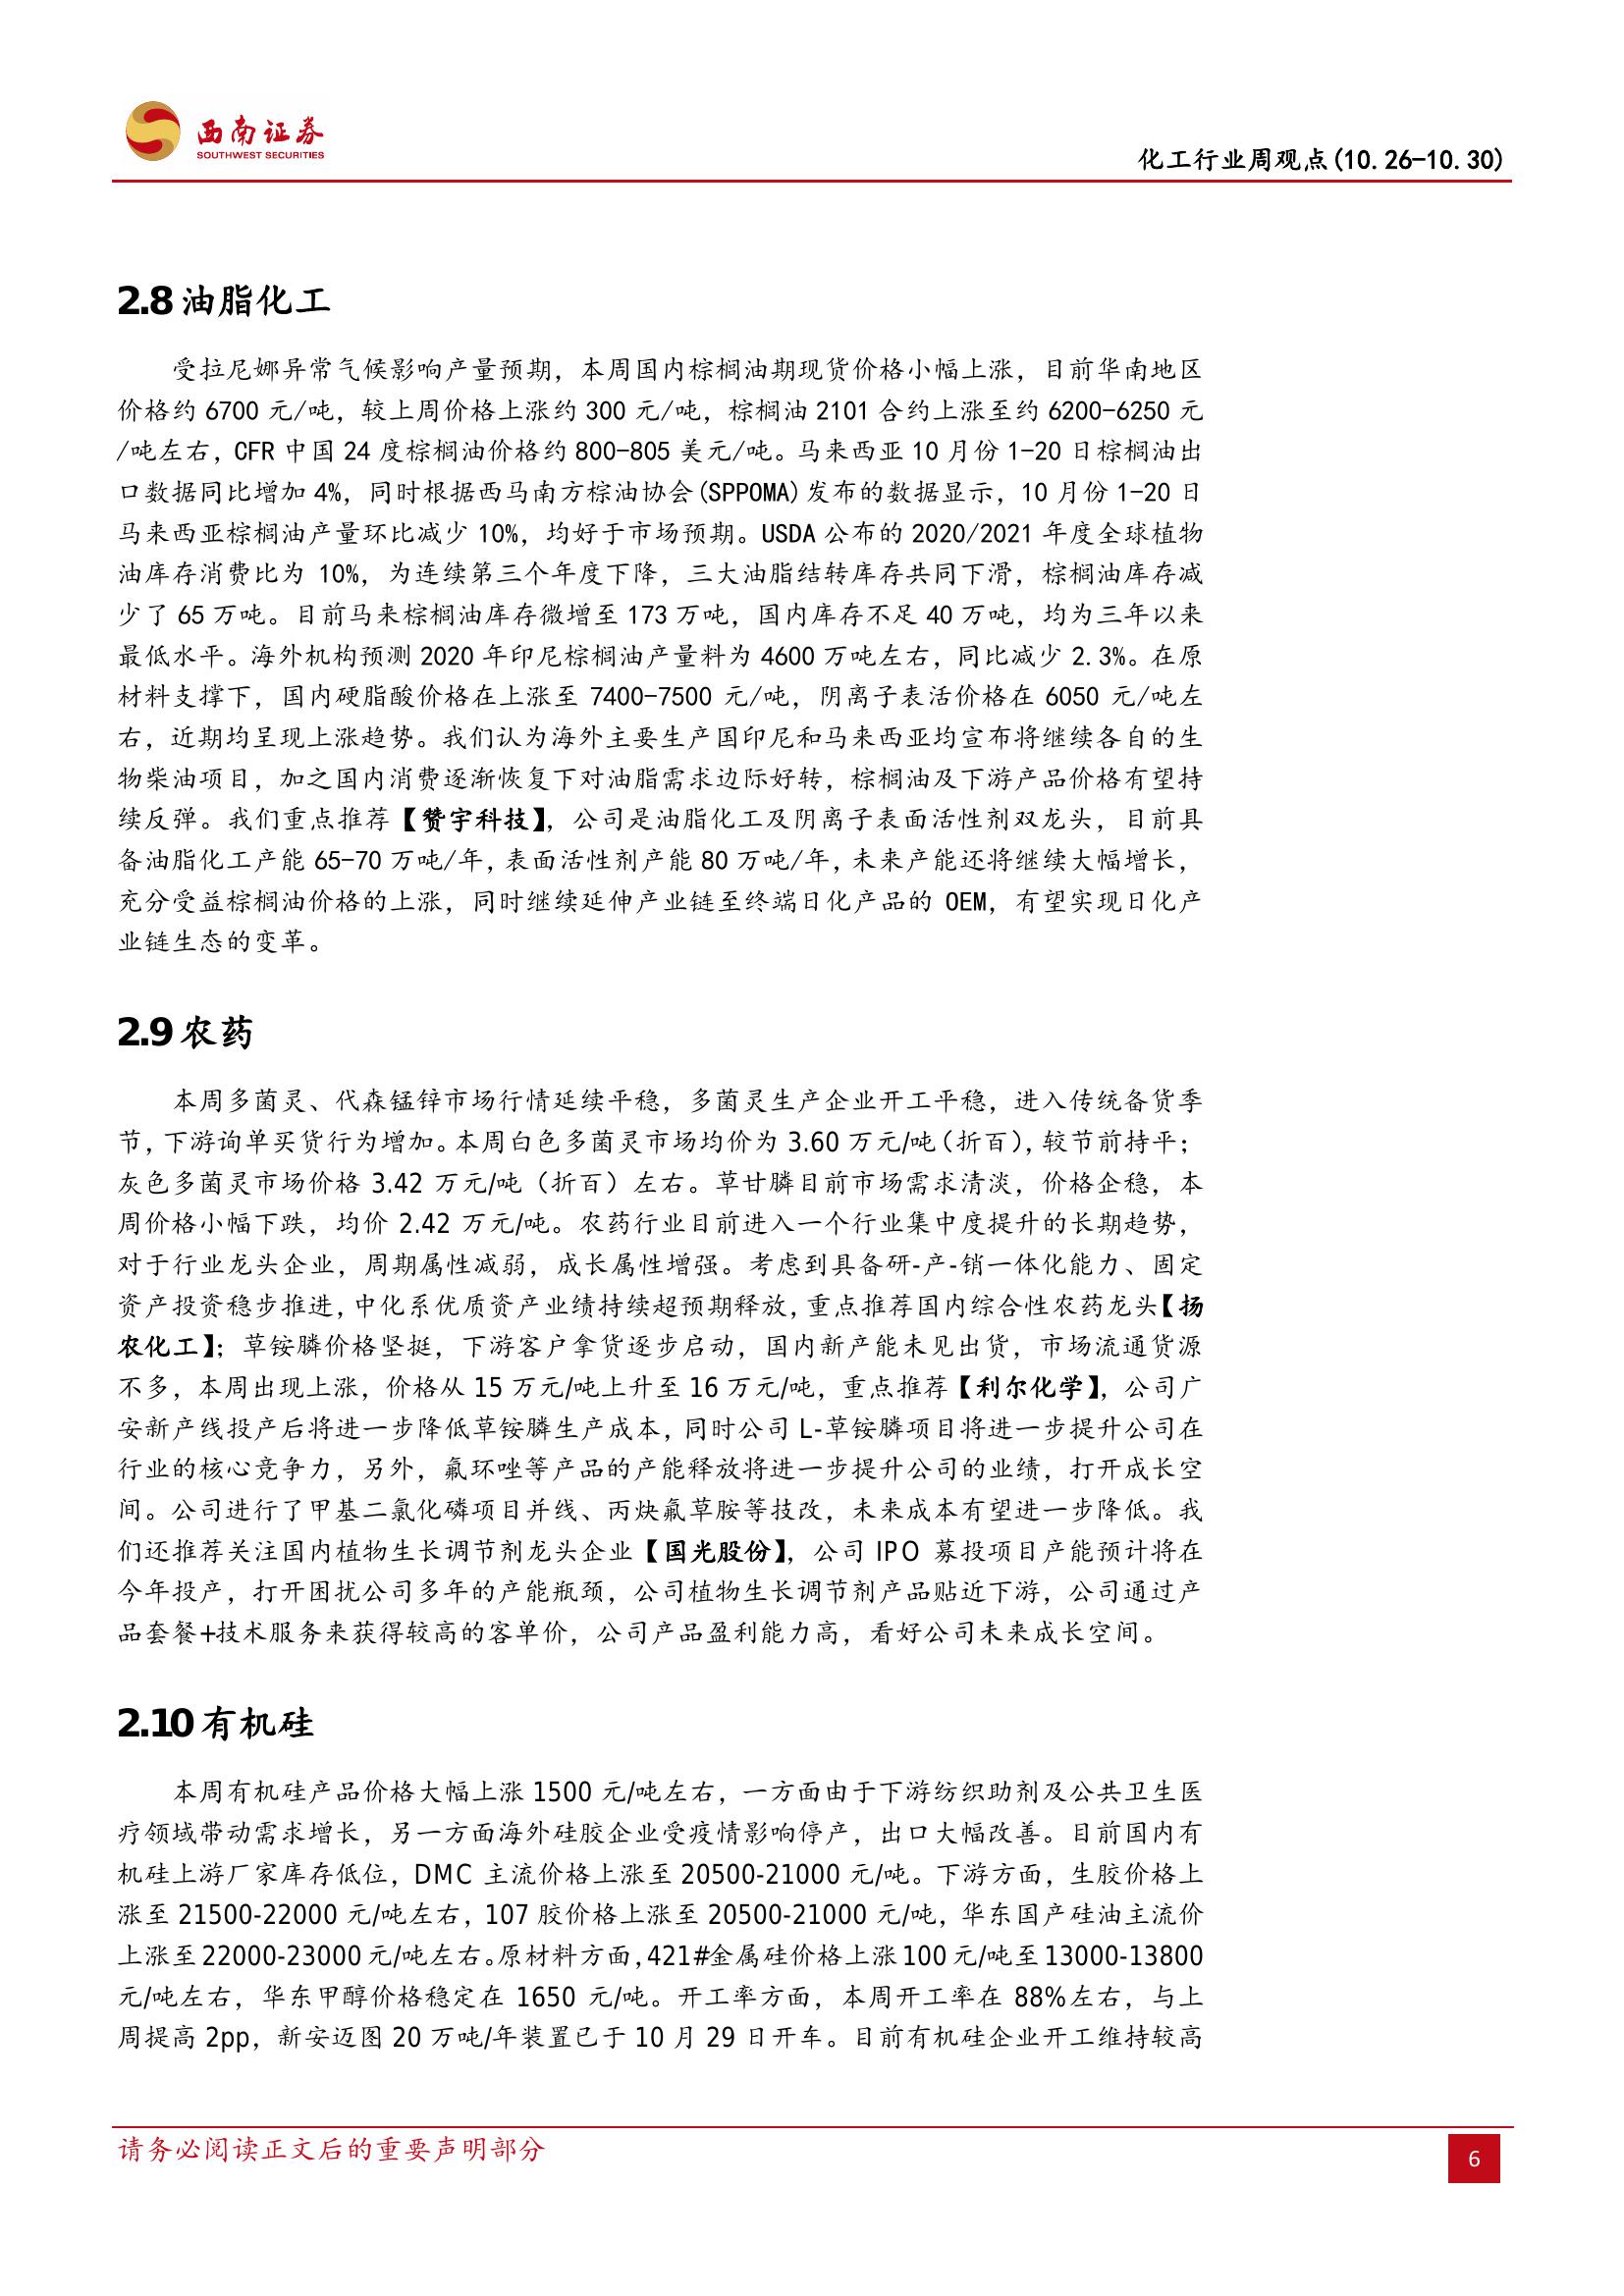 西南证券
SOUTHWEST SECURITIES
化工行业周观点(10.26-10.30)
2.8 油脂化工
受拉尼娜异常气候影响产量预期，本周国内棕榈油期现货价格小幅上涨，目前华南地区
价格约 6700 元/吨，较上周价格上涨约 300 元/吨，棕榈油 2101 合约上涨至约 6200-6250 元
/吨左右，CFR 中国 24 度棕榈油价格约 800-805 美元/吨。马来西亚 10 月份 1-20 日棕榈油出
口数据同比增加 4%，同时根据西马南方棕油协会(SPPOMA)发布的数据显示，10 月份 1-20 日
马来西亚棕榈油产量环比减少 10%，均好于市场预期。USDA 公布的 2020/2021 年度全球植物
油库存消费比为 10%，为连续第三个年度下降，三大油脂结转库存共同下滑，棕榈油库存减
少了 65 万吨。目前马来棕榈油库存微增至 173 万吨，国内库存不足 40 万吨，均为三年以来
最低水平。海外机构预测 2020 年印尼棕榈油产量料为 4600 万吨左右，同比减少 2.3%。在原
材料支撑下，国内硬脂酸价格在上涨至 7400-7500 元/吨，阴离子表活价格在 6050 元/吨左
右，近期均呈现上涨趋势。我们认为海外主要生产国印尼和马来西亚均宣布将继续各自的生
物柴油项目，加之国内消费逐渐恢复下对油脂需求边际好转，棕榈油及下游产品价格有望持
续反弹。我们重点推荐【赞宇科技】，公司是油脂化工及阴离子表面活性剂双龙头，目前具
备油脂化工产能 65-70 万吨/年，表面活性剂产能 80 万吨/年，未来产能还将继续大幅增长，
充分受益棕榈油价格的上涨，同时继续延伸产业链至终端日化产品的 OEM，有望实现日化产
业链生态的变革。
2.9 农药
本周多菌灵、代森锰锌市场行情延续平稳，多菌灵生产企业开工平稳，进入传统备货季
节，下游询单买货行为增加。本周白色多菌灵市场均价为 3.60 万元/吨（折百），较节前持平；
灰色多菌灵市场价格 3.42 万元/吨（折百）左右。草甘膦目前市场需求清淡，价格企稳，本
周价格小幅下跌，均价 2.42 万元/吨。农药行业目前进入一个行业集中度提升的长期趋势，
对于行业龙头企业，周期属性减弱，成长属性增强。考虑到具备研-产-销一体化能力、固定
资产投资稳步推进，中化系优质资产业绩持续超预期释放，重点推荐国内综合性农药龙头【扬
农化工】；草铵膦价格坚挺，下游客户拿货逐步启动，国内新产能未见出货，市场流通货源
不多，本周出现上涨，价格从 15 万元/吨上升至 16 万元/吨，重点推荐【利尔化学】，公司广
安新产线投产后将进一步降低草铵膦生产成本，同时公司 L-草铵膦项目将进一步提升公司在
行业的核心竞争力，另外，氟环唑等产品的产能释放将进一步提升公司的业绩，打开成长空
间。公司进行了甲基二氯化磷项目并线、丙炔氟草胺等技改，未来成本有望进一步降低。我
们还推荐关注国内植物生长调节剂龙头企业【国光股份】，公司 IPO 募投项目产能预计将在
今年投产，打开困扰公司多年的产能瓶颈，公司植物生长调节剂产品贴近下游，公司通过产
品套餐+技术服务来获得较高的客单价，公司产品盈利能力高，看好公司未来成长空间。
2.10 有机硅
本周有机硅产品价格大幅上涨 1500 元/吨左右，一方面由于下游纺织助剂及公共卫生医
疗领域带动需求增长，另一方面海外硅胶企业受疫情影响停产，出口大幅改善。目前国内有
机硅上游厂家库存低位，DMC 主流价格上涨至 20500-21000 元/吨。下游方面，生胶价格上
涨至 21500-22000 元/吨左右，107 胶价格上涨至 20500-21000 元/吨，华东国产硅油主流价
上涨至 22000-23000 元/吨左右。原材料方面，421#金属硅价格上涨 100 元/吨至 13000-13800
元/吨左右，华东甲醇价格稳定在 1650 元/吨。开工率方面，本周开工率在 88%左右，与上
周提高 2pp，新安迈图 20 万吨/年装置已于 10 月 29 日开车。目前有机硅企业开工维持较高
请务必阅读正文后的重要声明部分
6